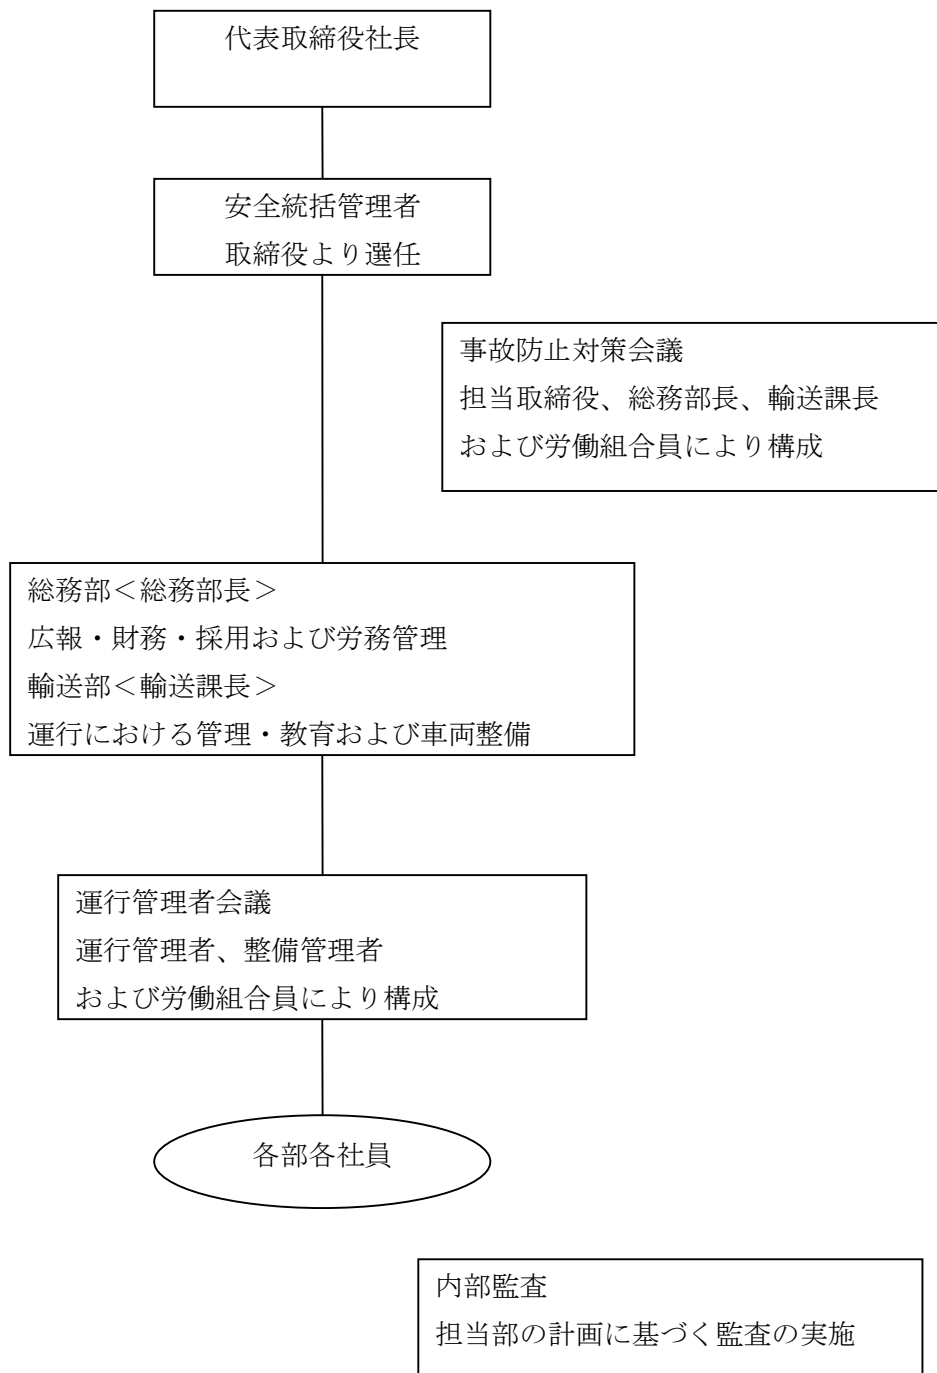 代表取締役社長
安全統括管理者
取締役より選任
事故防止対策会議
担当取締役、総務部長、輸送課長
および労働組合員により構成
総務部＜総務部長＞
広報・財務・採用および労務管理
輸送部＜輸送課長＞
運行における管理・教育および車両整備
運行管理者会議
運行管理者、整備管理者
および労働組合員により構成
各部各社員
内部監査
担当部の計画に基づく監査の実施